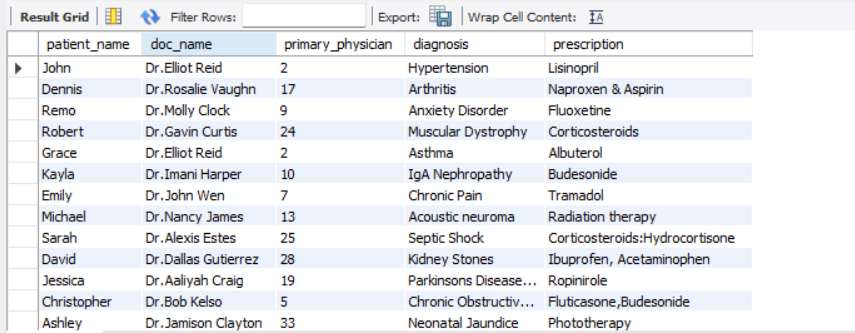 Result Grid Filter Rows: Export: Wrap Cell Content: IA
patient_name doc_name primary_physician diagnosis prescription
John Dr.Elliot Reid 2 Hypertension Lisinopril
Dennis Dr.Rosalie Vaughn 17 Arthritis Naproxen & Aspirin
Remo Dr.Molly Clock 9 Anxiety Disorder Fluoxetine
Robert Dr.Gavin Curtis 24 Muscular Dystrophy Corticosteroids
Grace Dr.Elliot Reid 2 Asthma Albuterol
Kayla Dr.Imani Harper 10 IgA Nephropathy Budesonide
Emily Dr.John Wen 7 Chronic Pain Tramadol
Michael Dr.Nancy James 13 Acoustic neuroma Radiation therapy
Sarah Dr.Alexis Estes 25 Septic Shock Corticosteroids:Hydrocortisone
David Dr.Dallas Gutierrez 28 Kidney Stones Ibuprofen, Acetaminophen
Jessica Dr.Aaliyah Craig 19 Parkinsons Disease... Ropinirole
Christopher Dr.Bob Kelso 5 Chronic Obstructiv... Fluticasone,Budesonide
Ashley Dr.Jamison Clayton 33 Neonatal Jaundice Phototherapy